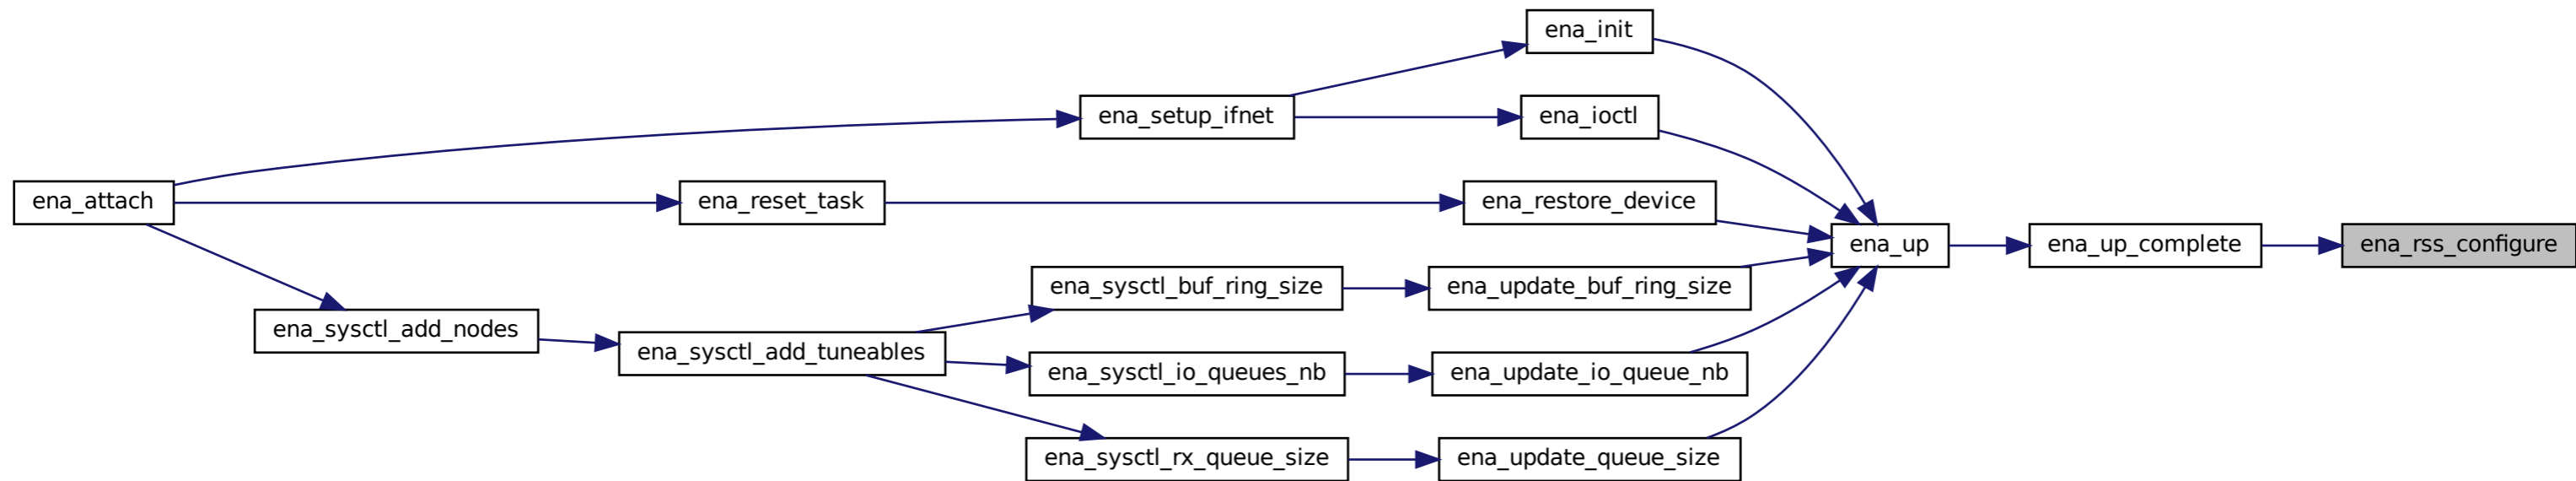 ena_init
ena_setup_ifnet
ena_ioctl
ena_attach
ena_reset_task
ena_restore_device
ena_up
ena_up_complete
ena_rss_configure
ena_sysctl_buf_ring_size
ena_update_buf_ring_size
ena_sysctl_add_nodes
ena_sysctl_add_tuneables
ena_sysctl_io_queues_nb
ena_update_io_queue_nb
ena_sysctl_rx_queue_size
ena_update_queue_size